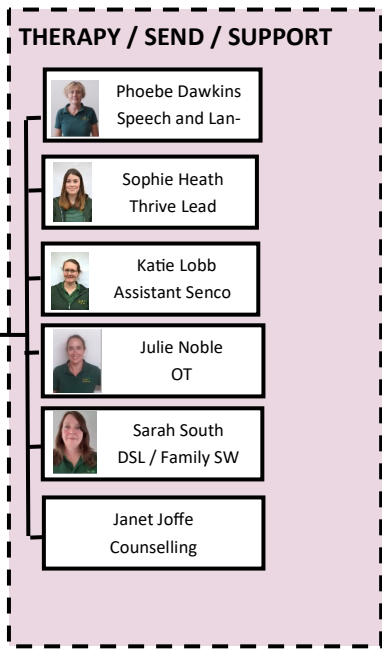 THERAPY / SEND / SUPPORT
Phoebe Dawkins
Speech and Lan-
Sophie Heath
Thrive Lead
Katie Lobb
Assistant Senco
Julie Noble
OT
Sarah South
DSL / Family SW
Janet Joffe
Counselling